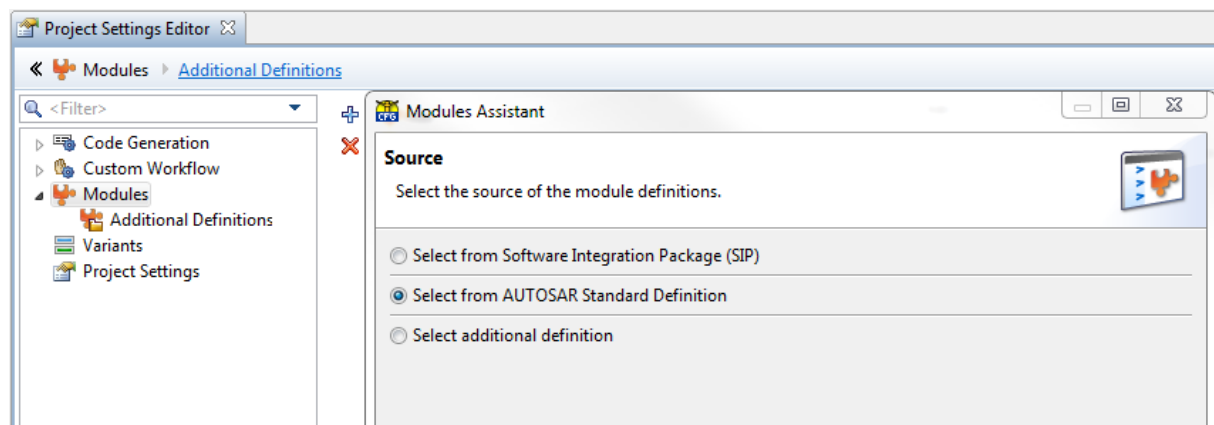 Project Settings Editor
Modules Additional Definitions
<Filter>
Code Generation
Custom Workflow
Modules
Additional Definitions
Variants
Project Settings
CFG Modules Assistant
Source
Select the source of the module definitions.
Select from Software Integration Package (SIP)
Select from AUTOSAR Standard Definition
Select additional definition